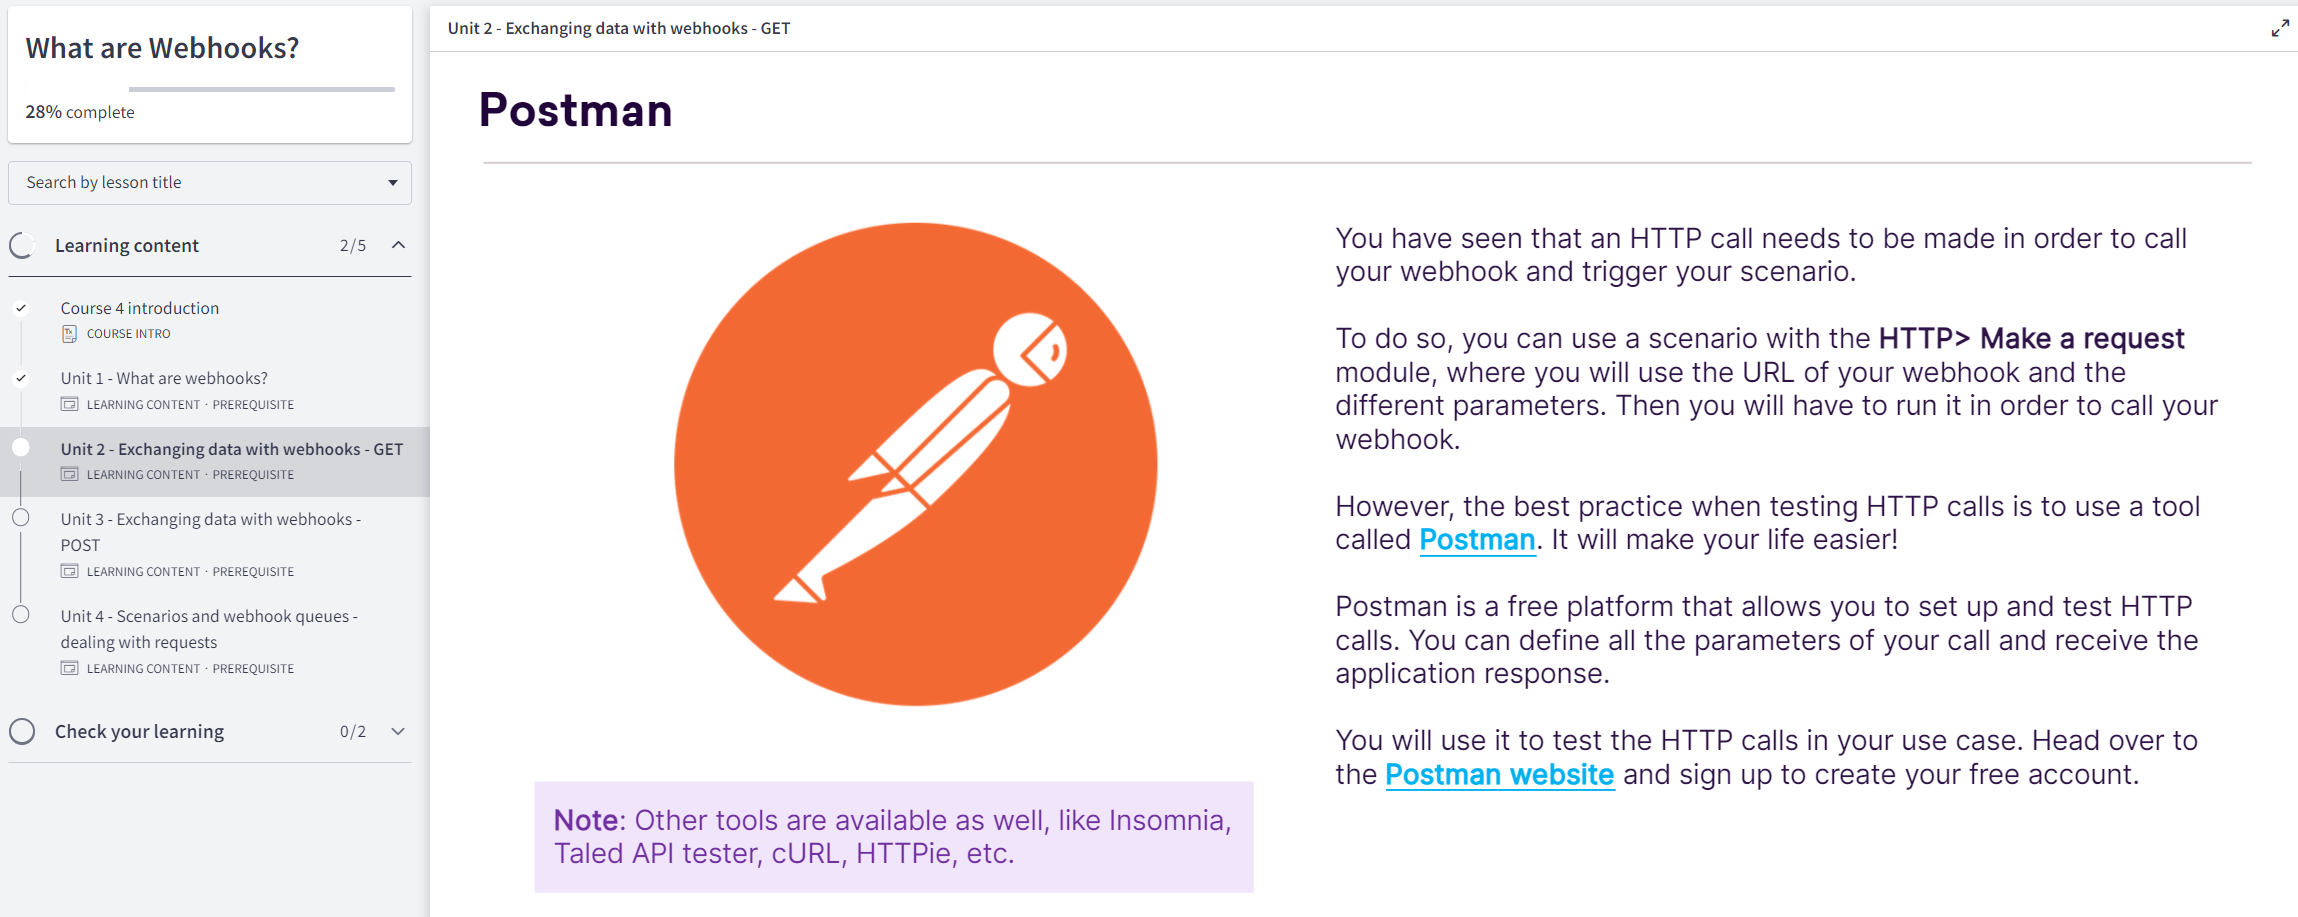 What are Webhooks?
28% complete
Search by lesson title
Learning content 2/5
Course 4 introduction
COURSE INTRO
Unit 1 - What are webhooks?
LEARNING CONTENT · PREREQUISITE
Unit 2 - Exchanging data with webhooks - GET
LEARNING CONTENT · PREREQUISITE
Unit 3 - Exchanging data with webhooks -
POST
LEARNING CONTENT · PREREQUISITE
Unit 4 - Scenarios and webhook queues -
dealing with requests
LEARNING CONTENT · PREREQUISITE
Check your learning 0/2
Unit 2 - Exchanging data with webhooks - GET
Postman
You have seen that an HTTP call needs to be made in order to call
your webhook and trigger your scenario.
To do so, you can use a scenario with the HTTP> Make a request
module, where you will use the URL of your webhook and the
different parameters. Then you will have to run it in order to call your
webhook.
However, the best practice when testing HTTP calls is to use a tool
called Postman. It will make your life easier!
Postman is a free platform that allows you to set up and test HTTP
calls. You can define all the parameters of your call and receive the
application response.
You will use it to test the HTTP calls in your use case. Head over to
the Postman website and sign up to create your free account.
Note: Other tools are available as well, like Insomnia,
Taled API tester, cURL, HTTPie, etc.